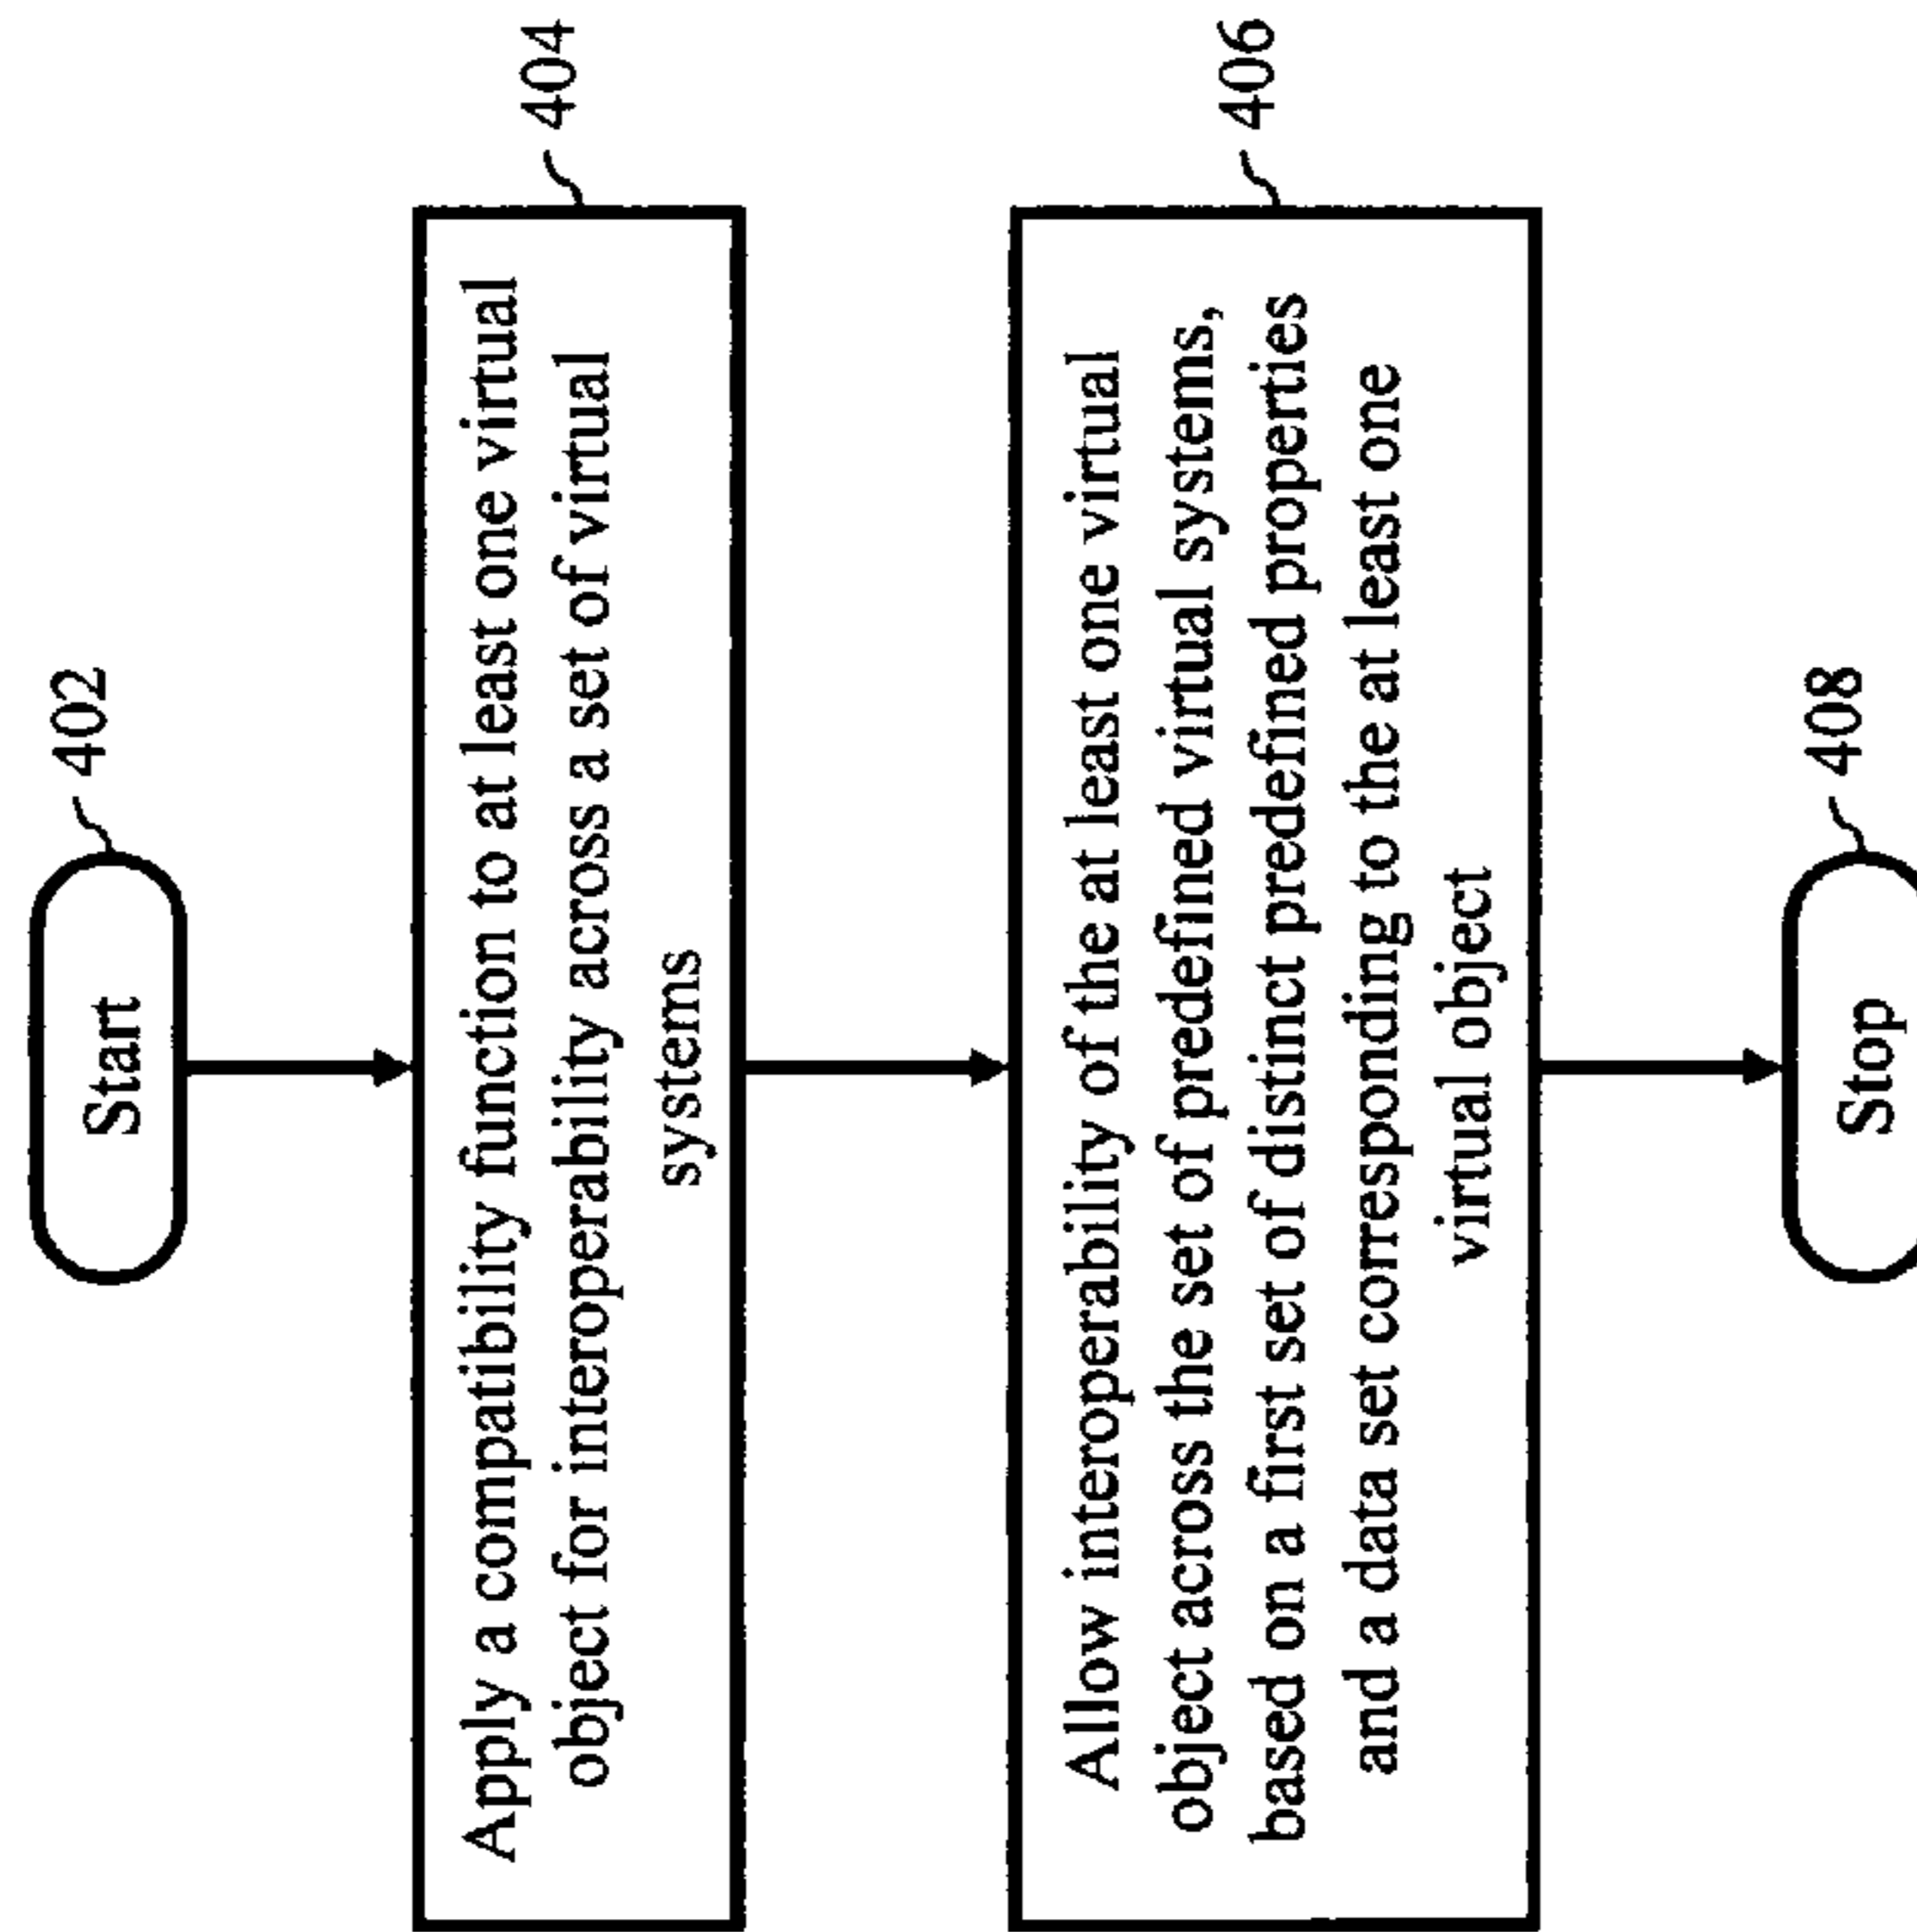 402
Start
404
Apply a compatibility function to at least one virtual
object for interoperability across a set of virtual
systems
406
Allow interoperability of the at least one virtual
object across the set of predefined virtual systems,
based on a first set of distinct predefined properties
and a data set corresponding to the at least one
virtual object
408
Stop